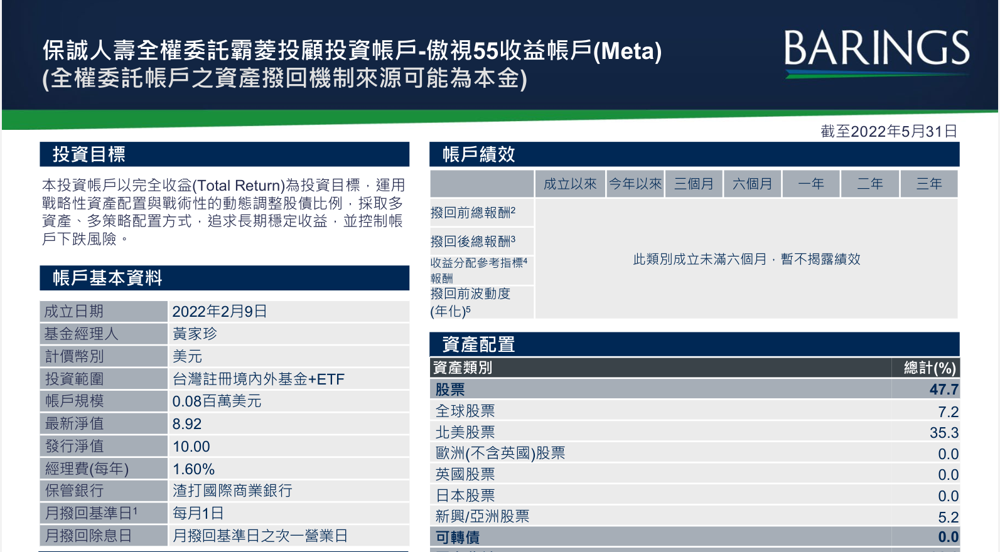 保誠人壽全權委託霸菱投顧投資帳戶-傲視55收益帳戶(Meta)
(全權委託帳戶之資產撥回機制來源可能為本金)
BARINGS
截至2022年5月31日
投資目標
本投資帳戶以完全收益(Total Return)為投資目標，運用
戰略性資產配置與戰術性的動態調整股債比例，採取多
資產、多策略配置方式，追求長期穩定收益，並控制帳
戶下跌風險。
帳戶基本資料
成立日期 2022年2月9日
基金經理人 黃家珍
計價幣別 美元
投資範圍 台灣註冊境內外基金+ETF
帳戶規模 0.08百萬美元
最新淨值 8.92
發行淨值 10.00
經理費(每年) 1.60%
保管銀行 渣打國際商業銀行
月撥回基準日1 每月1日
月撥回除息日 月撥回基準日之次一營業日
帳戶績效
成立以來 今年以來 三個月 六個月 一年 二年 三年
撥回前總報酬2
撥回後總報酬3
收益分配參考指標4
報酬
撥回前波動度
(年化)5
此類別成立未滿六個月，暫不揭露績效
資產配置
資產類別 總計(%)
股票 47.7
全球股票 7.2
北美股票 35.3
歐洲(不含英國)股票 0.0
英國股票 0.0
日本股票 0.0
新興/亞洲股票 5.2
可轉債 0.0